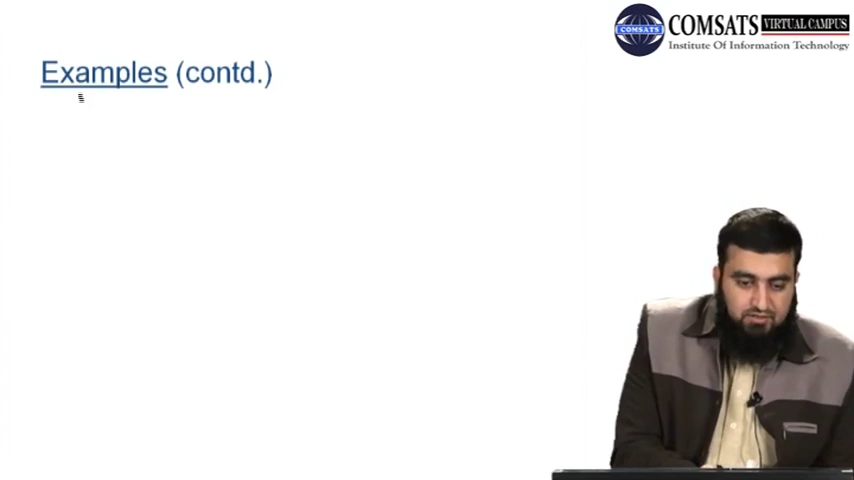 COMSATS VIRTUAL CAMPUS
Institute Of Information Technology
COMSATS
Examples (contd.)